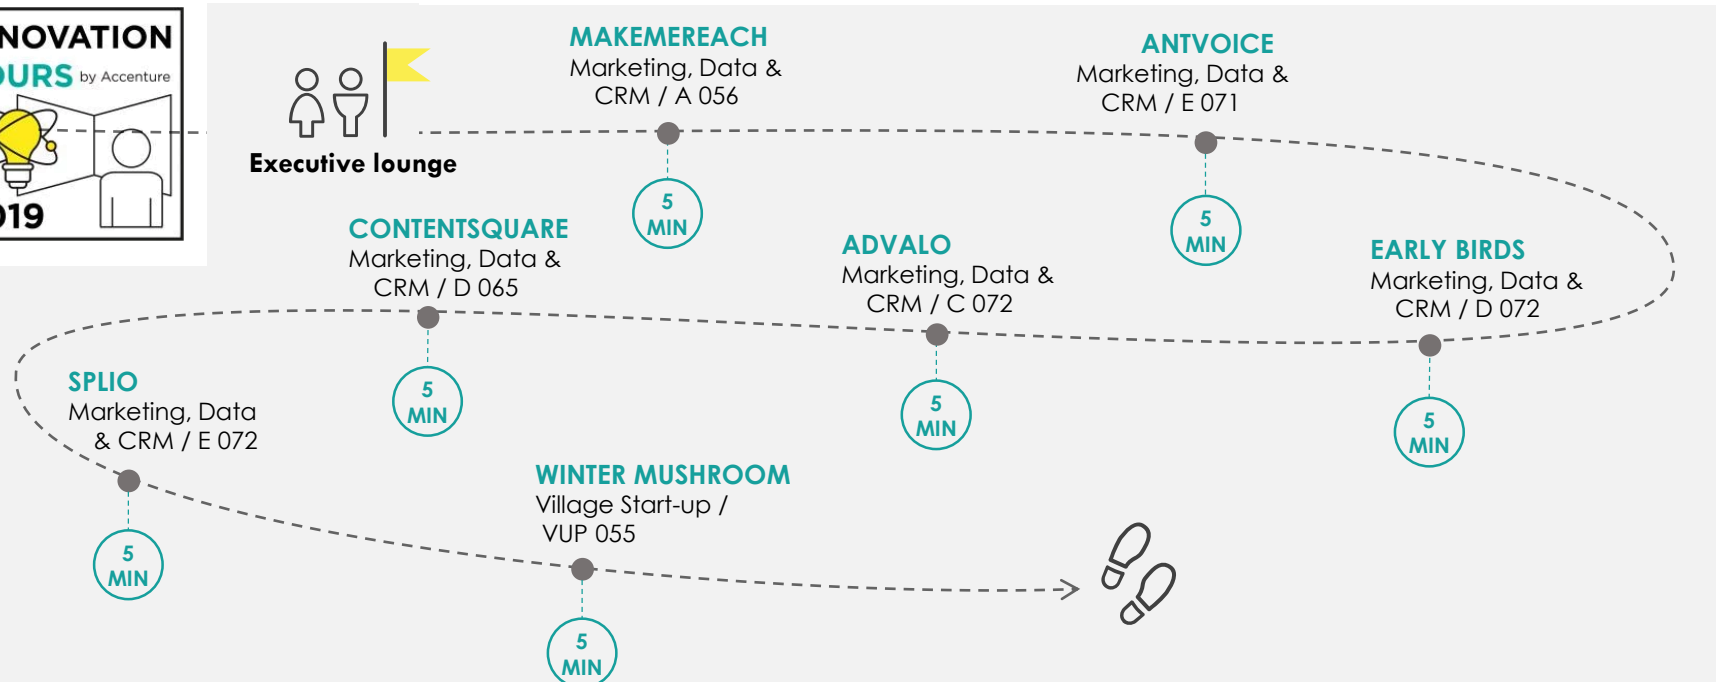 NOVATION
OURS by Accenture
019
Executive lounge
MAKEMEREACH
Marketing, Data &
CRM / A 056
5
MIN
ANTVOICE
Marketing, Data &
CRM / E 071
5
MIN
EARLY BIRDS
Marketing, Data &
CRM / D 072
5
MIN
ADVALO
Marketing, Data &
CRM / C 072
5
MIN
CONTENTSQUARE
Marketing, Data &
CRM / D 065
5
MIN
SPLIO
Marketing, Data
& CRM / E 072
5
MIN
WINTER MUSHROOM
Village Start-up /
VUP 055
5
MIN